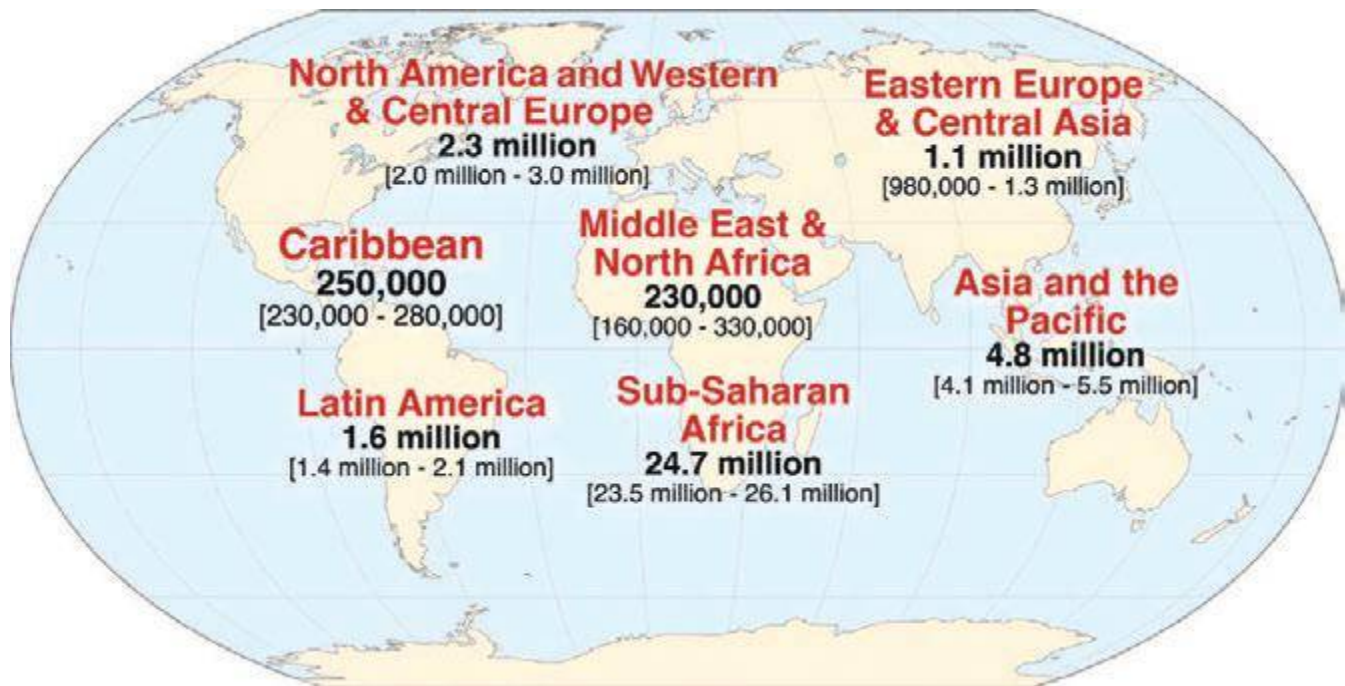 North America and Western
& Central Europe
2.3 million
[2.0 million - 3.0 million]
Eastern Europe
& Central Asia
1.1 million
[980,000 - 1.3 million]
Caribbean
250,000
[230,000 - 280,000]
Middle East &
North Africa
230,000
[160,000 - 330,000]
Asia and the
Pacific
4.8 million
[4.1 million - 5.5 million]
Latin America
1.6 million
[1.4 million - 2.1 million]
Sub-Saharan
Africa
24.7 million
[23.5 million - 26.1 million]